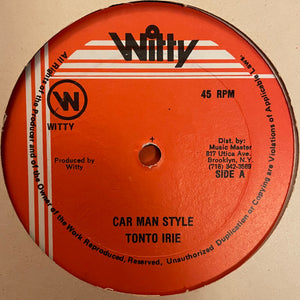 Witty
W
WITTY
45 RPM
Produced by
Witty
Dist. by:
Music Master
817 Utica Ave.
Brooklyn, N.Y.
(718) 342-3569
SIDE A
CAR MAN STYLE
TONTO IRIE
All Rights of the Producer and of the Owner of the Work Reproduced, Reserved, Unauthorized Duplication or Copying are Violations of Applicable Laws.